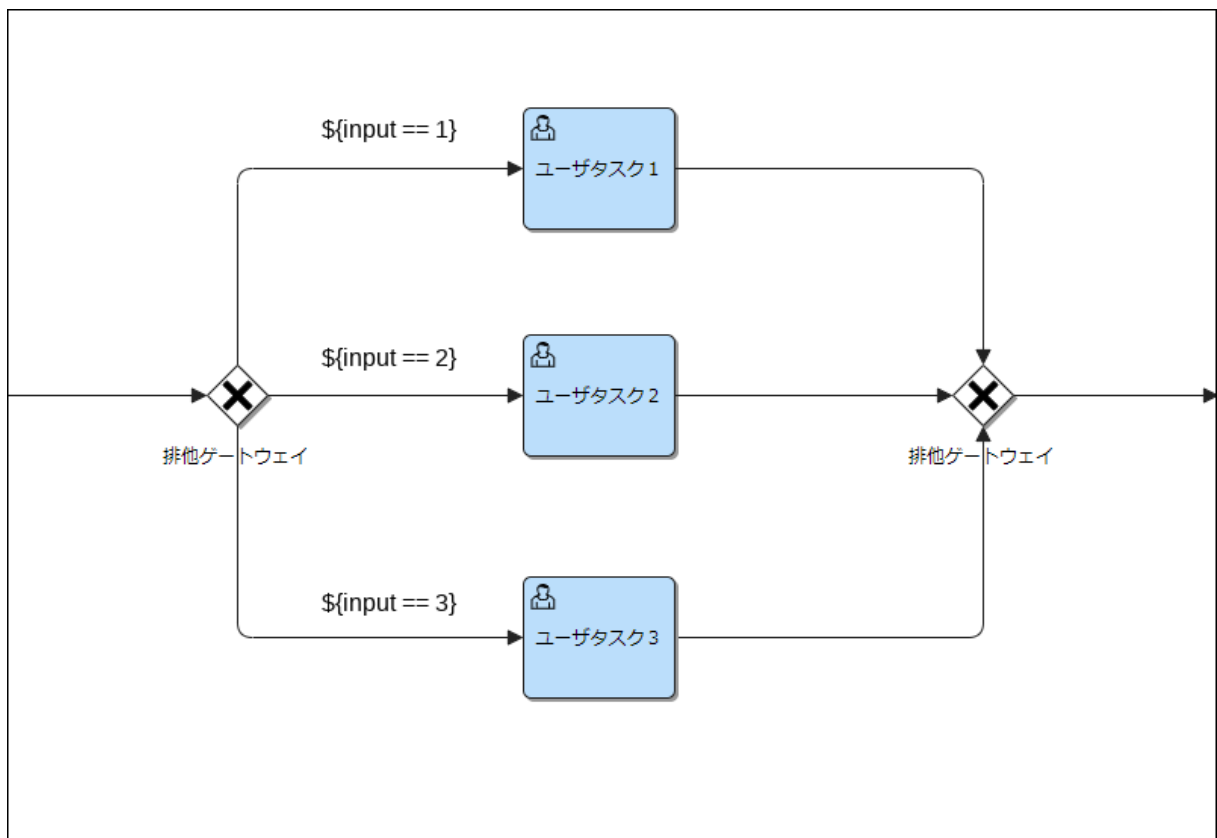 ${input == 1}
ユーザタスク1
${input == 2}
ユーザタスク2
排他ゲートウェイ
排他ゲートウェイ
${input == 3}
ユーザタスク3